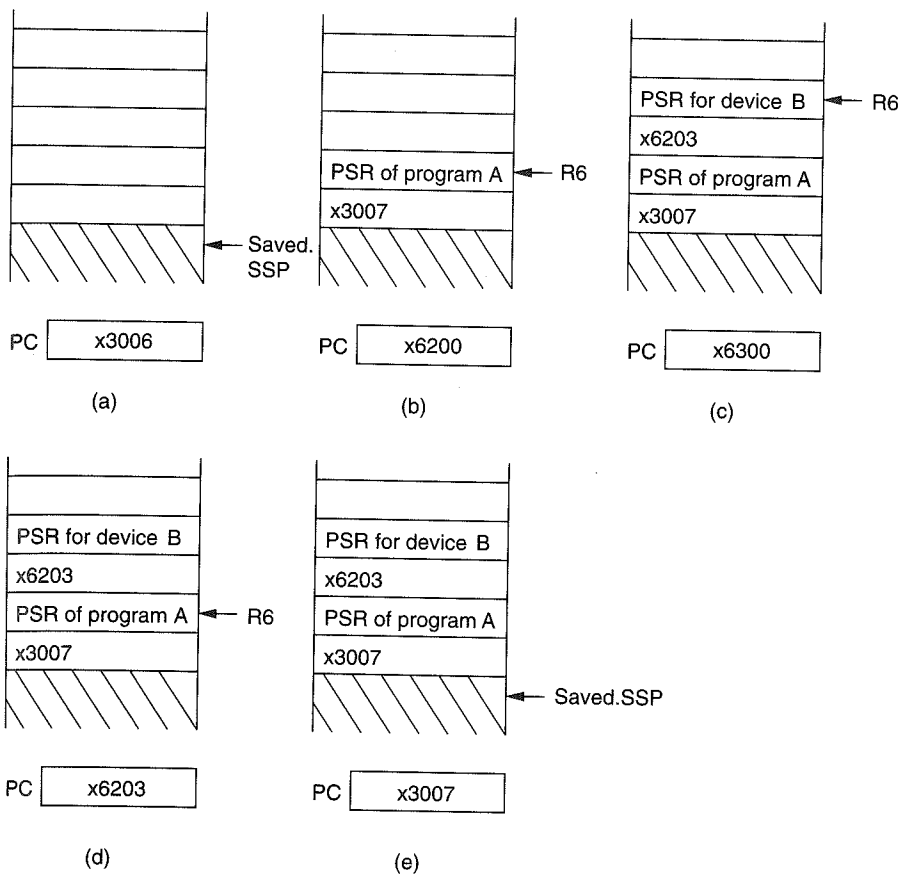 Saved.
SSP
PC x3006
(a)
PSR of program A
R6
x3007
PC x6200
(b)
PSR for device B
R6
x6203
PSR of program A
x3007
PC x6300
(c)
PSR for device B
x6203
PSR of program A
R6
x3007
PC x6203
(d)
PSR for device B
x6203
PSR of program A
x3007
Saved.SSP
PC x3007
(e)